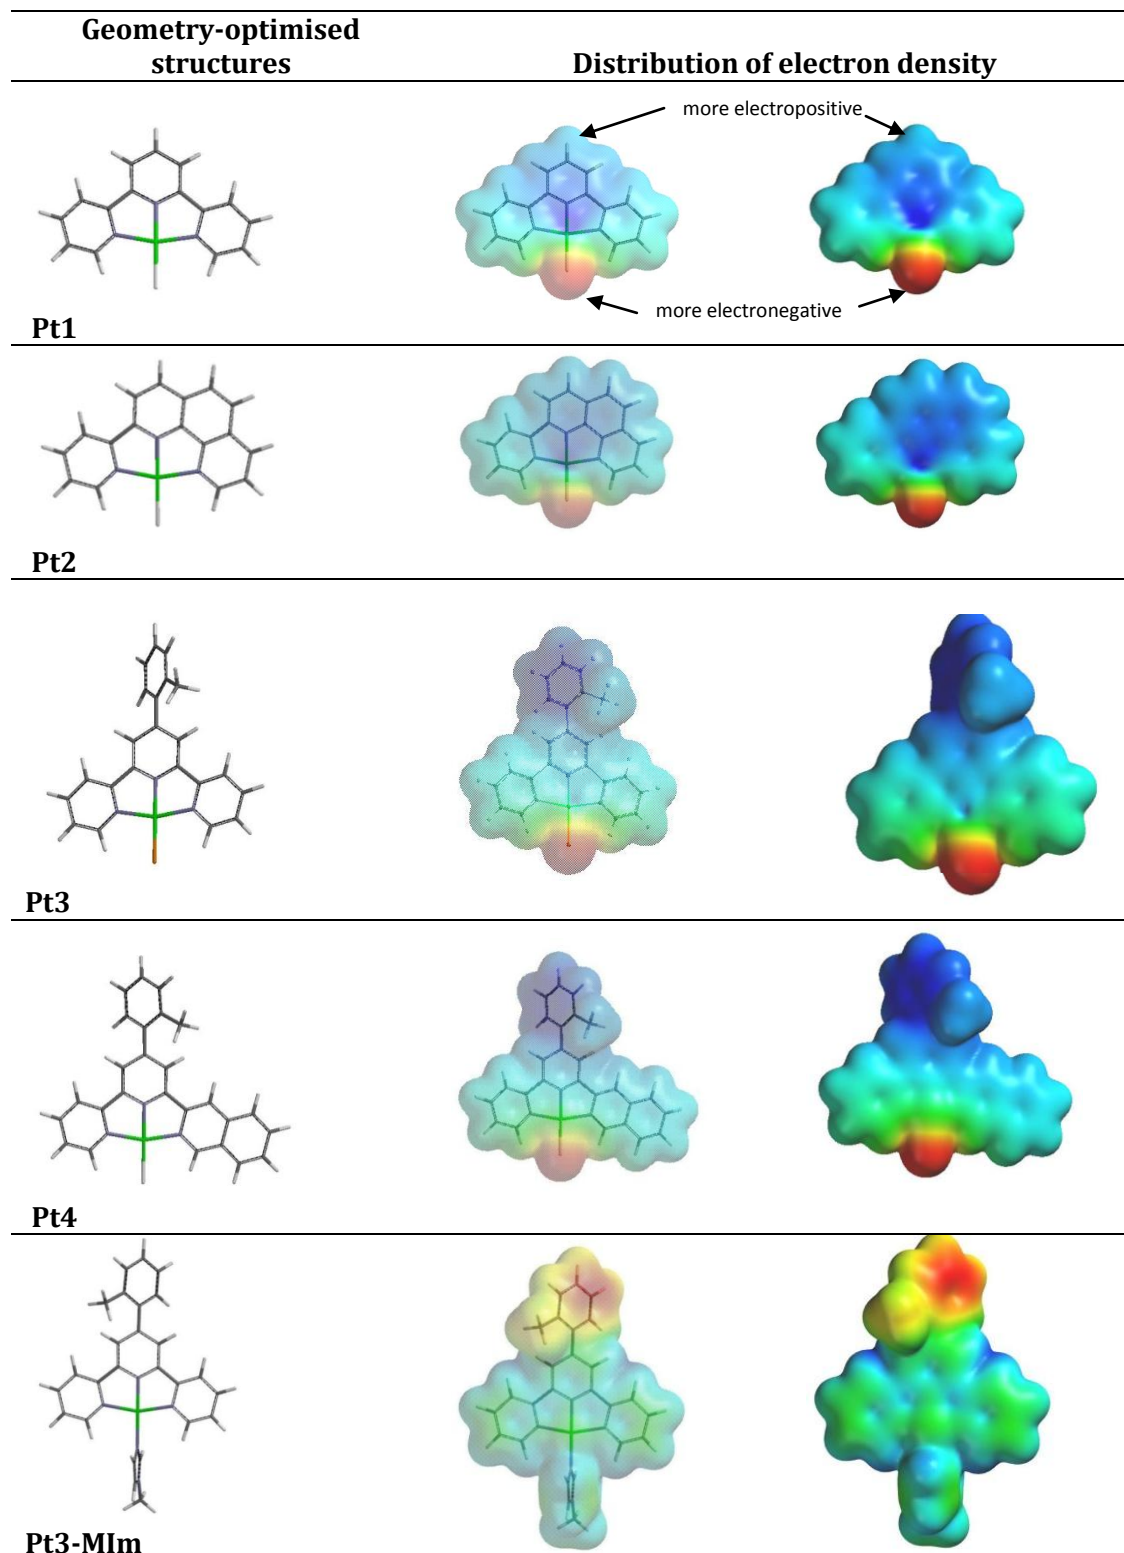 Geometry-optimised
structures
Distribution of electron density
more electropositive
more electronegative
Pt1
Pt2
Pt3
Pt4
Pt3-MIm